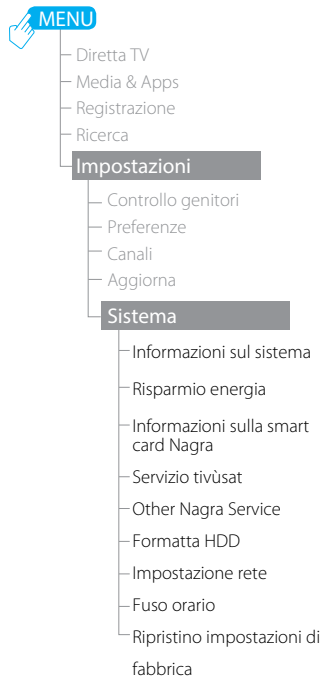 MENU
Diretta TV
Media & Apps
Registrazione
Ricerca
Impostazioni
Controllo genitori
Preferenze
Canali
Aggiorna
Sistema
Informazioni sul sistema
Risparmio energia
Informazioni sulla smart
card Nagra
Servizio tivùsat
Other Nagra Service
Formatta HDD
Impostazione rete
Fuso orario
Ripristino impostazioni di
fabbrica